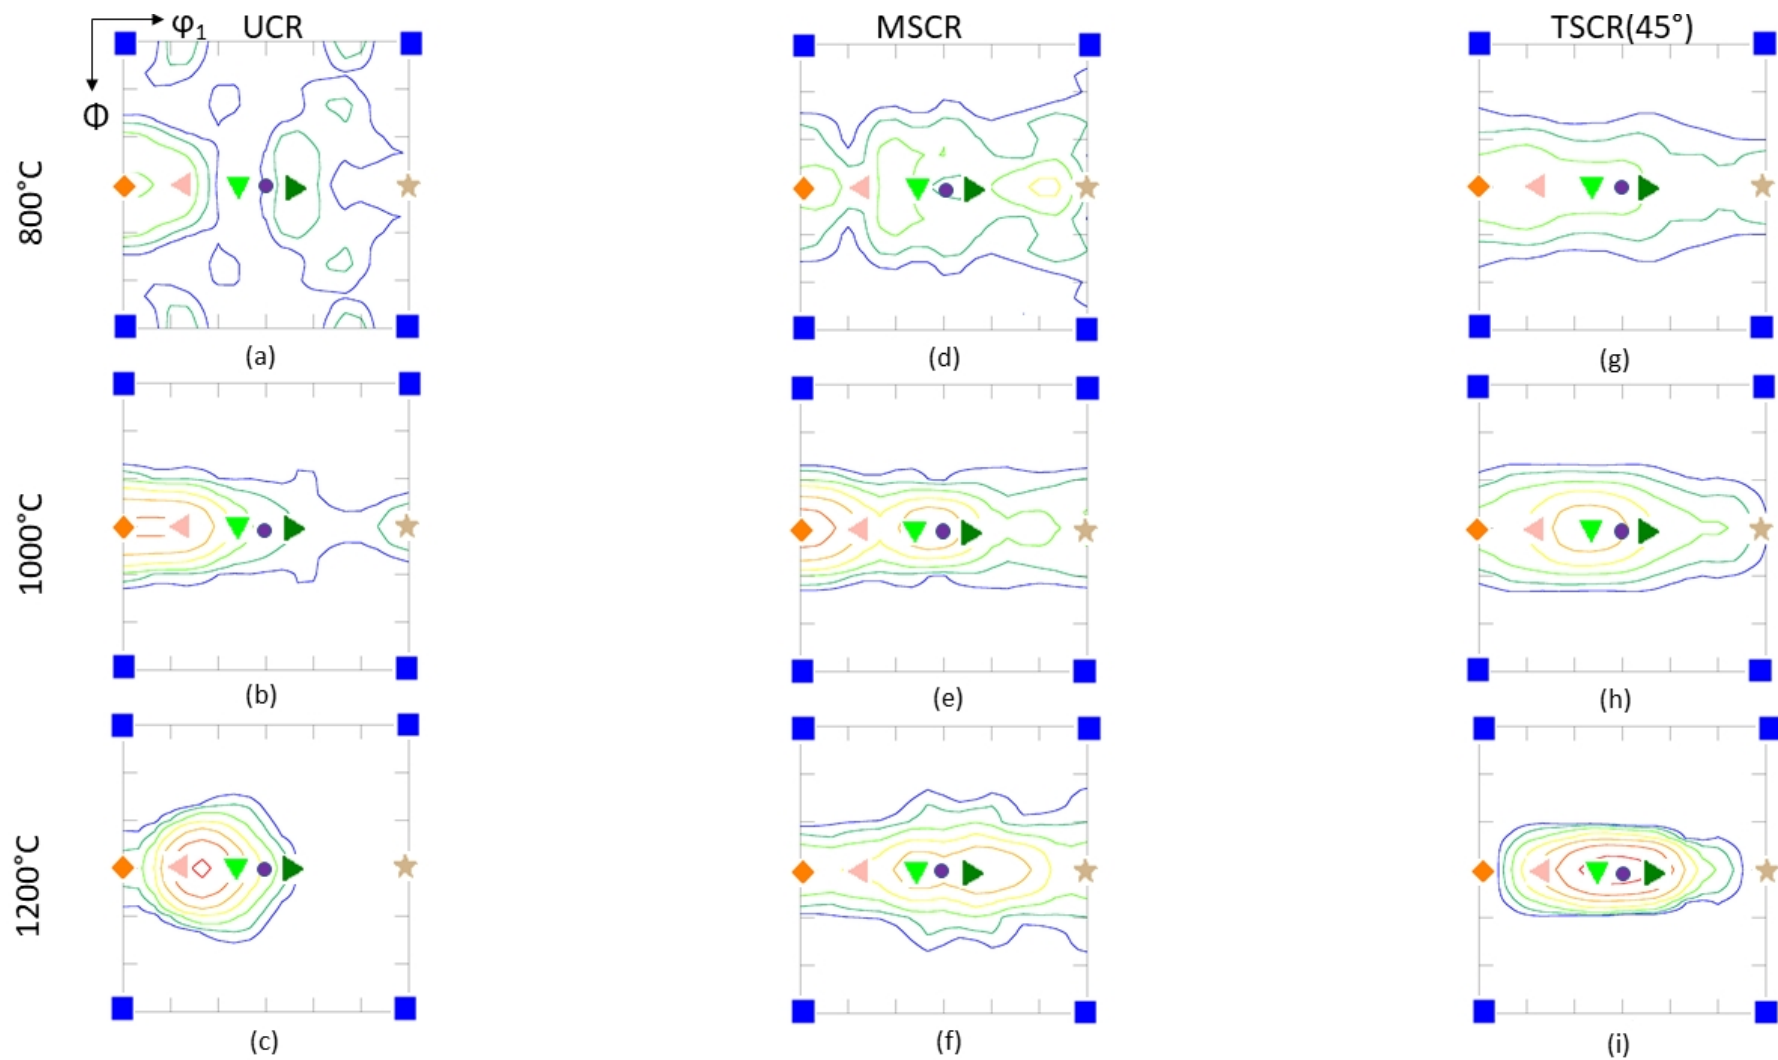 φ₁ UCR MSCR TSCR(45°)
Φ
800°C
(a) (d) (g)
1000°C
(b) (e) (h)
1200°C
(c) (f) (i)